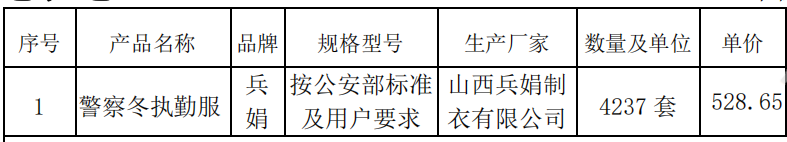 序号 产品名称 品牌 规格型号 生产厂家 数量及单位 单价
1 警察冬执勤服 兵娟 按公安部标准及用户要求 山西兵娟制衣有限公司 4237 套 528.65